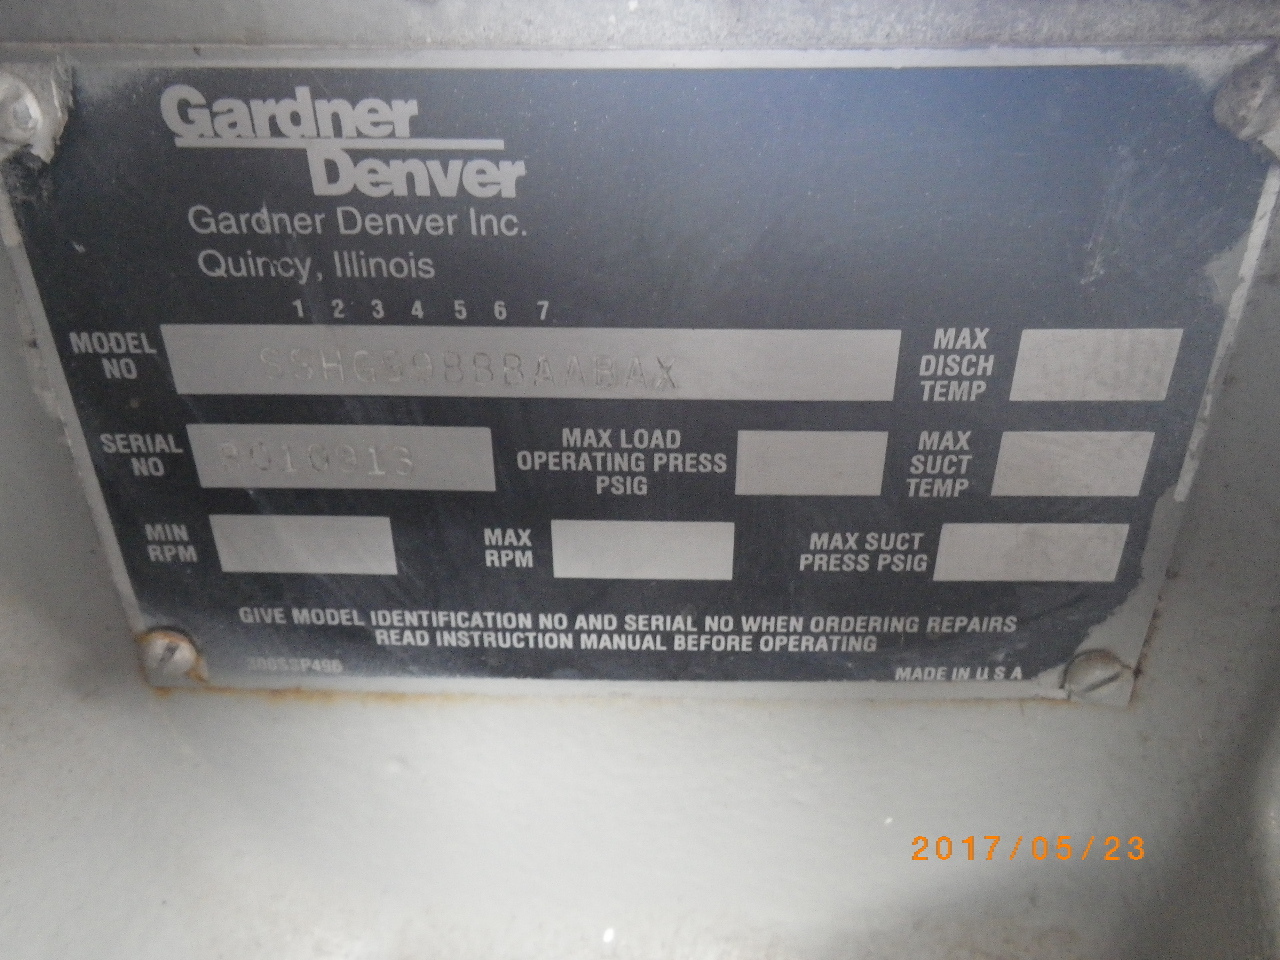 Gardner
Denver
Gardner Denver Inc.
Quincy, Illinois
1 2 3 4 5 6 7
MODEL NO
MAX DISCH TEMP
SERIAL NO
MAX LOAD OPERATING PRESS PSIG
MAX SUCT TEMP
MIN RPM
MAX RPM
MAX SUCT PRESS PSIG
GIVE MODEL IDENTIFICATION NO AND SERIAL NO WHEN ORDERING REPAIRS
READ INSTRUCTION MANUAL BEFORE OPERATING
MADE IN U S A
2017/05/23